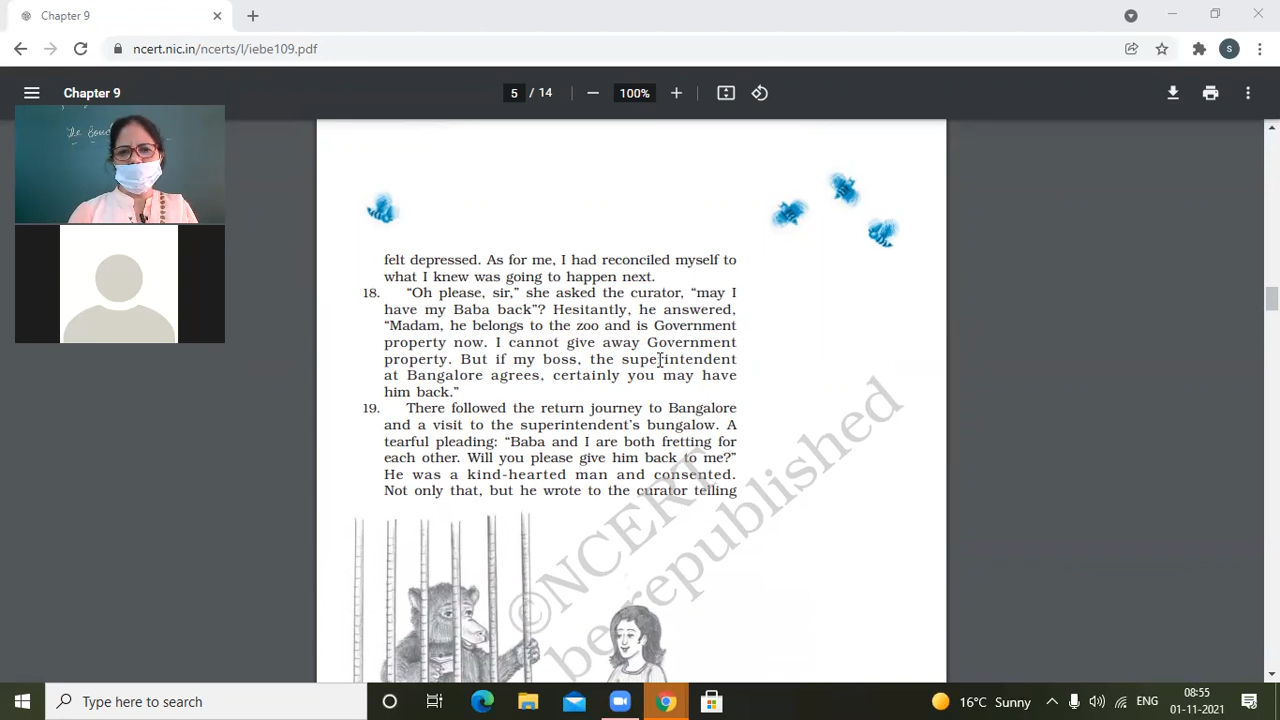 Chapter 9
ncert.nic.in/ncerts/l/iebe109.pdf
S
Chapter 9
5 / 14
100%
The
felt depressed. As for me, I had reconciled myself to
what I knew was going to happen next.
18. “Oh please, sir,” she asked the curator, “may I
have my Baba back”? Hesitantly, he answered,
“Madam, he belongs to the zoo and is Government
property now. I cannot give away Government
property. But if my boss, the superintendent
at Bangalore agrees, certainly you may have
him back.”
19. There followed the return journey to Bangalore
and a visit to the superintendent’s bungalow. A
tearful pleading: “Baba and I are both fretting for
each other. Will you please give him back to me?”
He was a kind-hearted man and consented.
Not only that, but he wrote to the curator telling
©NCERT
be republished
Type here to search
16°C Sunny
ENG
08:55
01-11-2021